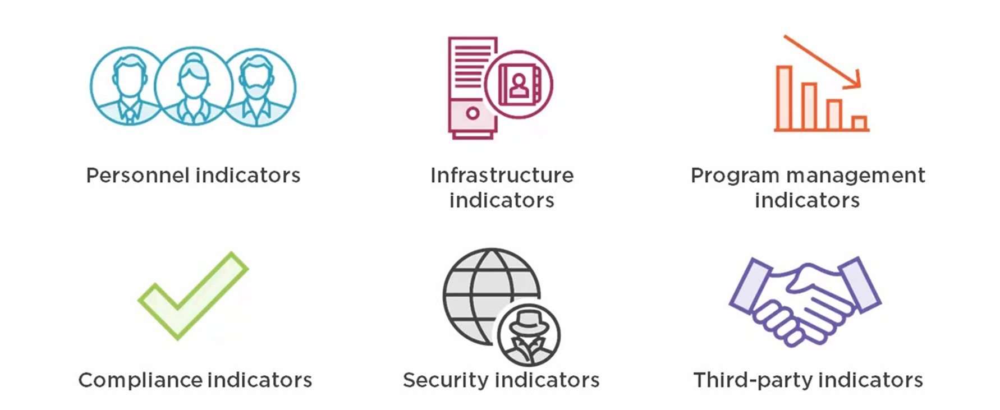 Personnel indicators
Infrastructure
indicators
Program management
indicators
Compliance indicators
Security indicators
Third-party indicators